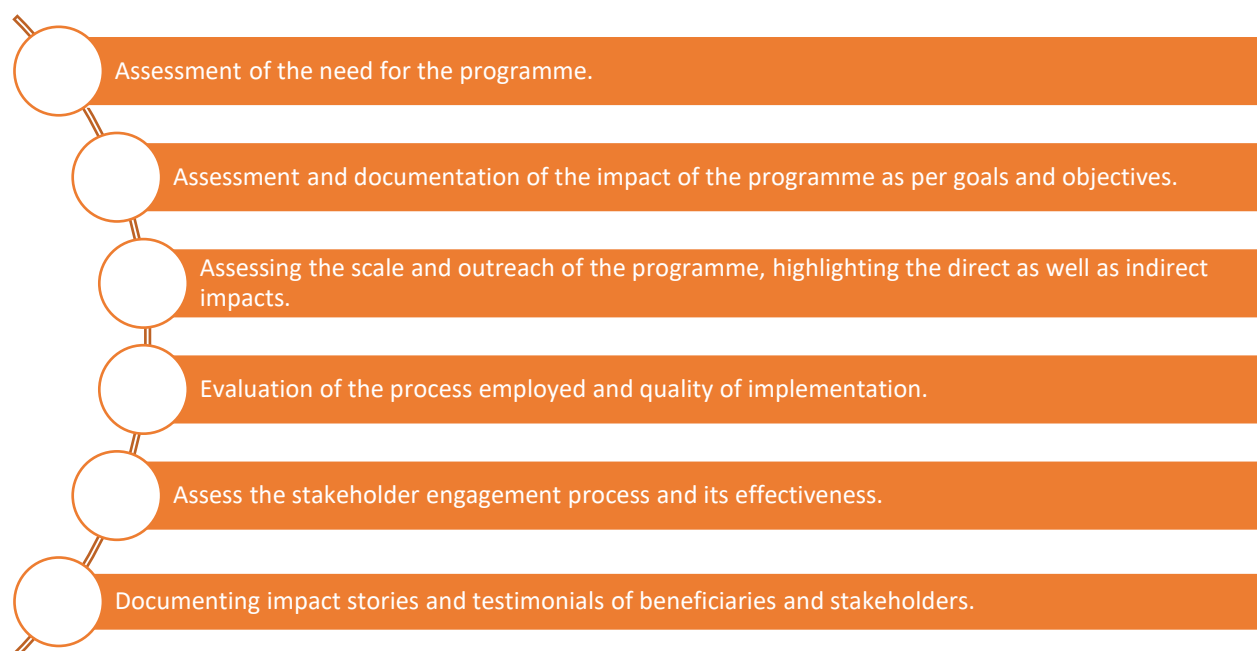 Assessment of the need for the programme.
Assessment and documentation of the impact of the programme as per goals and objectives.
Assessing the scale and outreach of the programme, highlighting the direct as well as indirect
impacts.
Evaluation of the process employed and quality of implementation.
Assess the stakeholder engagement process and its effectiveness.
Documenting impact stories and testimonials of beneficiaries and stakeholders.